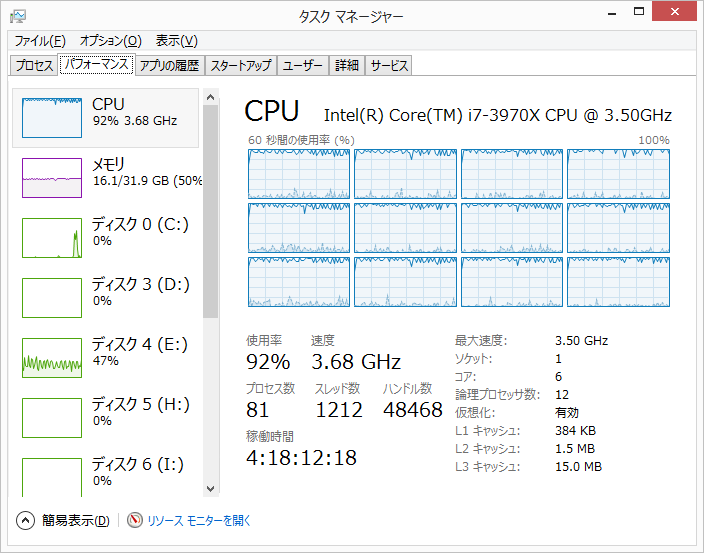 タスク マネージャー
ファイル(F) オプション(O) 表示(V)
プロセス パフォーマンス アプリの履歴 スタートアップ ユーザー 詳細 サービス
CPU
92% 3.68 GHz
メモリ
16.1/31.9 GB (50%
ディスク 0 (C:)
0%
ディスク 3 (D:)
0%
ディスク 4 (E:)
47%
ディスク 5 (H:)
0%
ディスク 6 (I:)
0%
CPU Intel(R) Core(TM) i7-3970X CPU @ 3.50GHz
60 秒間の使用率 (%) 100%
使用率 速度
92% 3.68 GHz
プロセス数 スレッド数 ハンドル数
81 1212 48468
稼働時間
4:18:12:18
最大速度: 3.50 GHz
ソケット: 1
コア: 6
論理プロセッサ数: 12
仮想化: 有効
L1 キャッシュ: 384 KB
L2 キャッシュ: 1.5 MB
L3 キャッシュ: 15.0 MB
簡易表示(D) リソース モニターを開く